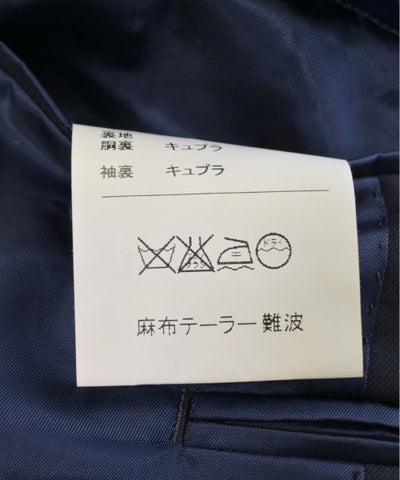 裏地
胴裏 キュプラ
袖裏 キュプラ
ドライ
麻布テーラー難波